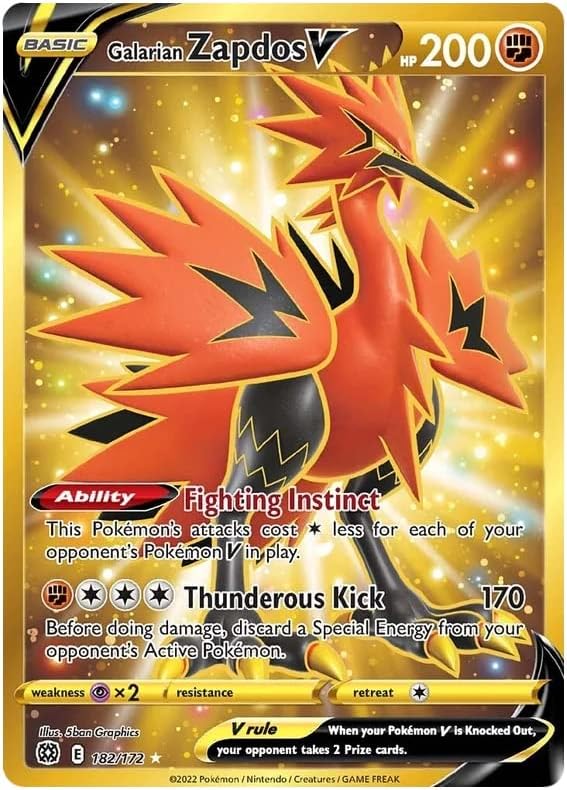 BASIC Galarian Zapdos V HP 200
Ability Fighting Instinct
This Pokémon's attacks cost less for each of your
opponent's Pokémon V in play.
Thunderous Kick 170
Before doing damage, discard a Special Energy from your
opponent's Active Pokémon.
weakness ×2 resistance retreat
Illus. 5ban Graphics
V rule When your Pokémon V is Knocked Out,
your opponent takes 2 Prize cards.
E 182/172
©2022 Pokémon / Nintendo / Creatures / GAME FREAK